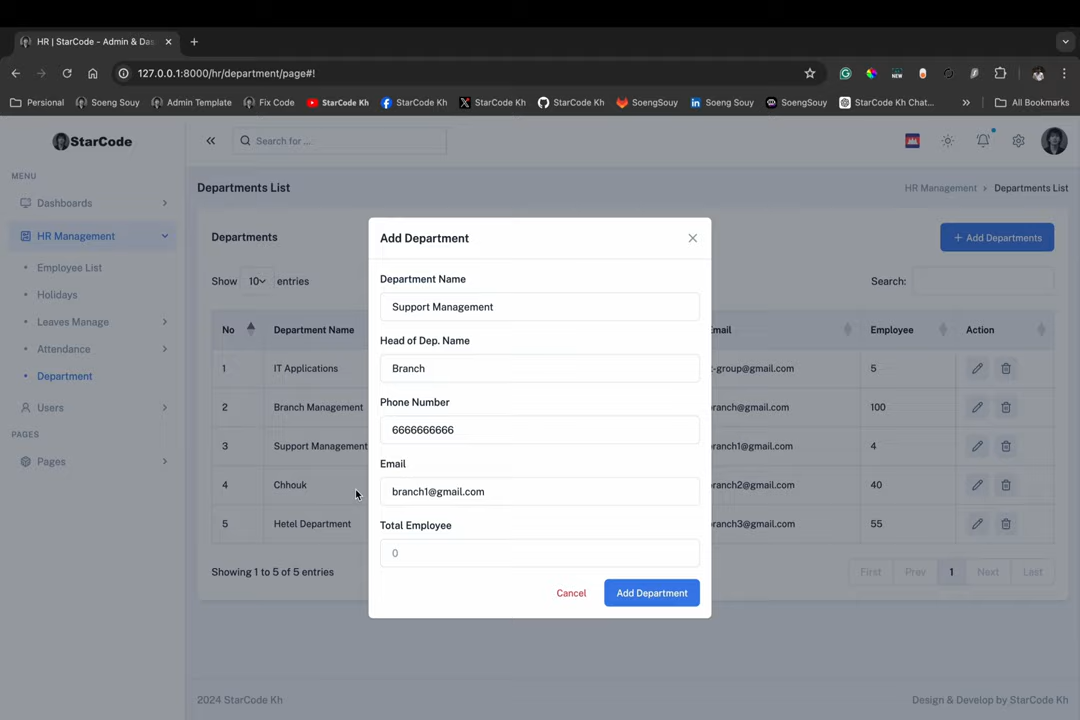 HR | StarCode - Admin & Das
127.0.0.1:8000/hr/department/page#!
NEW
Persional
Soeng Souy
Admin Template
Fix Code
StarCode Kh
StarCode Kh
StarCode Kh
StarCode Kh
SoengSouy
Soeng Souy
SoengSouy
StarCode Kh Chat...
All Bookmarks
StarCode
Search for ...
MENU
Dashboards
HR Management
Employee List
Holidays
Leaves Manage
Attendance
Department
Users
PAGES
Pages
Departments List
HR Management
Departments List
Departments
+ Add Departments
Show 10 entries
Search:
No Department Name Email Employee Action
1 IT Applications -group@gmail.com 5
2 Branch Management ranch@gmail.com 100
3 Support Management ranch1@gmail.com 4
4 Chhouk ranch2@gmail.com 40
5 Hetel Department ranch3@gmail.com 55
Showing 1 to 5 of 5 entries
First Prev 1 Next Last
Add Department
Department Name
Support Management
Head of Dep. Name
Branch
Phone Number
6666666666
Email
branch1@gmail.com
Total Employee
0
Cancel
Add Department
2024 StarCode Kh
Design & Develop by StarCode Kh